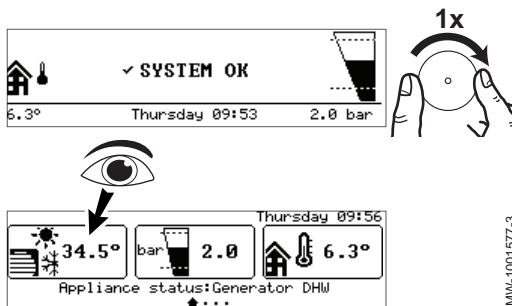 1x
✓ SYSTEM OK
6.3° Thursday 09:53 2.0 bar
Thursday 09:56
34.5° bar 2.0 6.3°
Appliance status:Generator DHW
MW-1001577-3